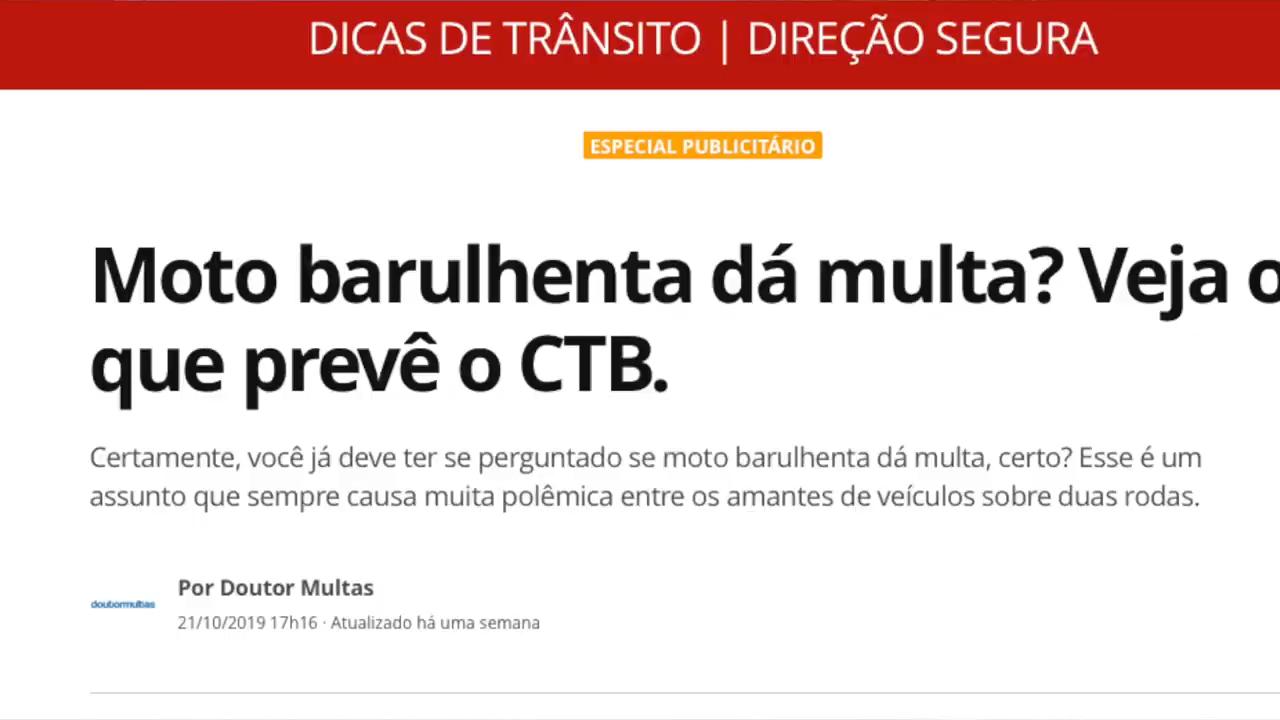 DICAS DE TRÂNSITO | DIREÇÃO SEGURA
ESPECIAL PUBLICITÁRIO
Moto barulhenta dá multa? Veja o
que prevê o CTB.
Certamente, você já deve ter se perguntado se moto barulhenta dá multa, certo? Esse é um
assunto que sempre causa muita polêmica entre os amantes de veículos sobre duas rodas.
Por Doutor Multas
doutormultas
21/10/2019 17h16 · Atualizado há uma semana